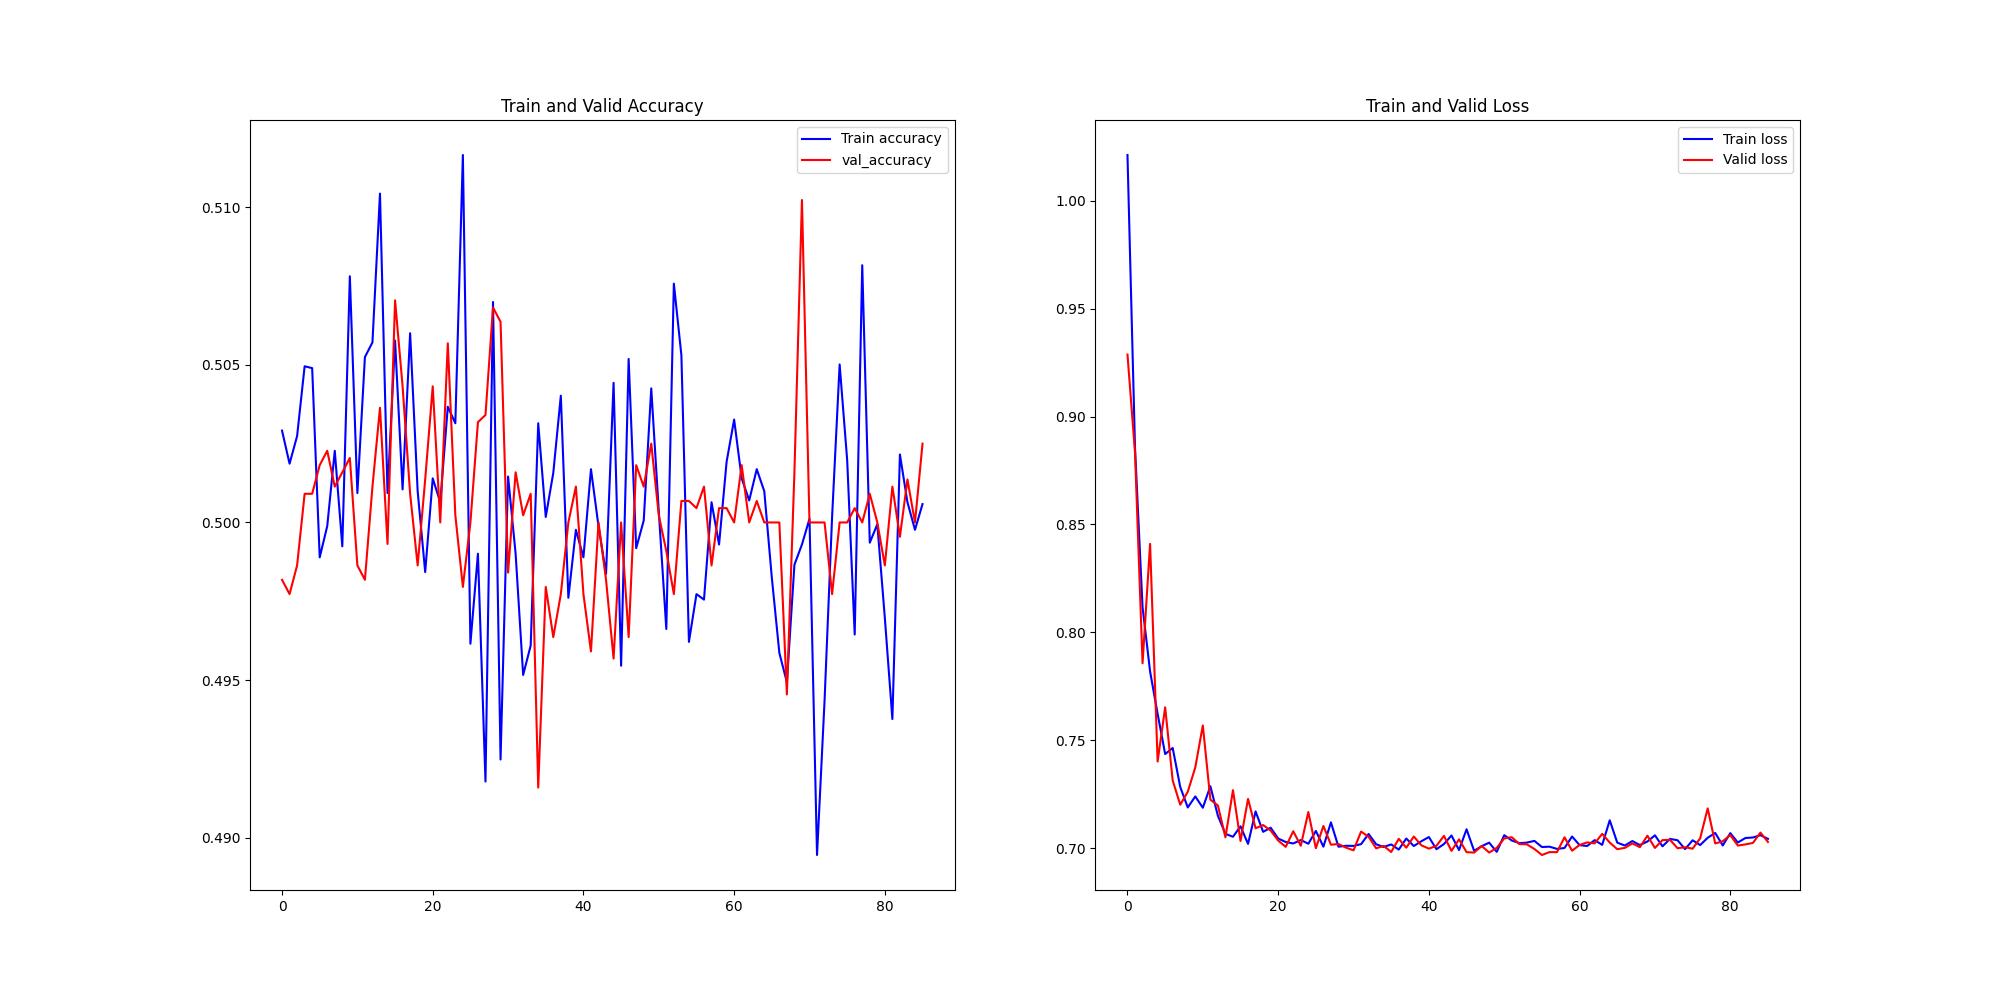 Train and Valid Accuracy
Train accuracy
val_accuracy
0.510
0.505
0.500
0.495
0.490
0 20 40 60 80
Train and Valid Loss
Train loss
Valid loss
1.00
0.95
0.90
0.85
0.80
0.75
0.70
0 20 40 60 80